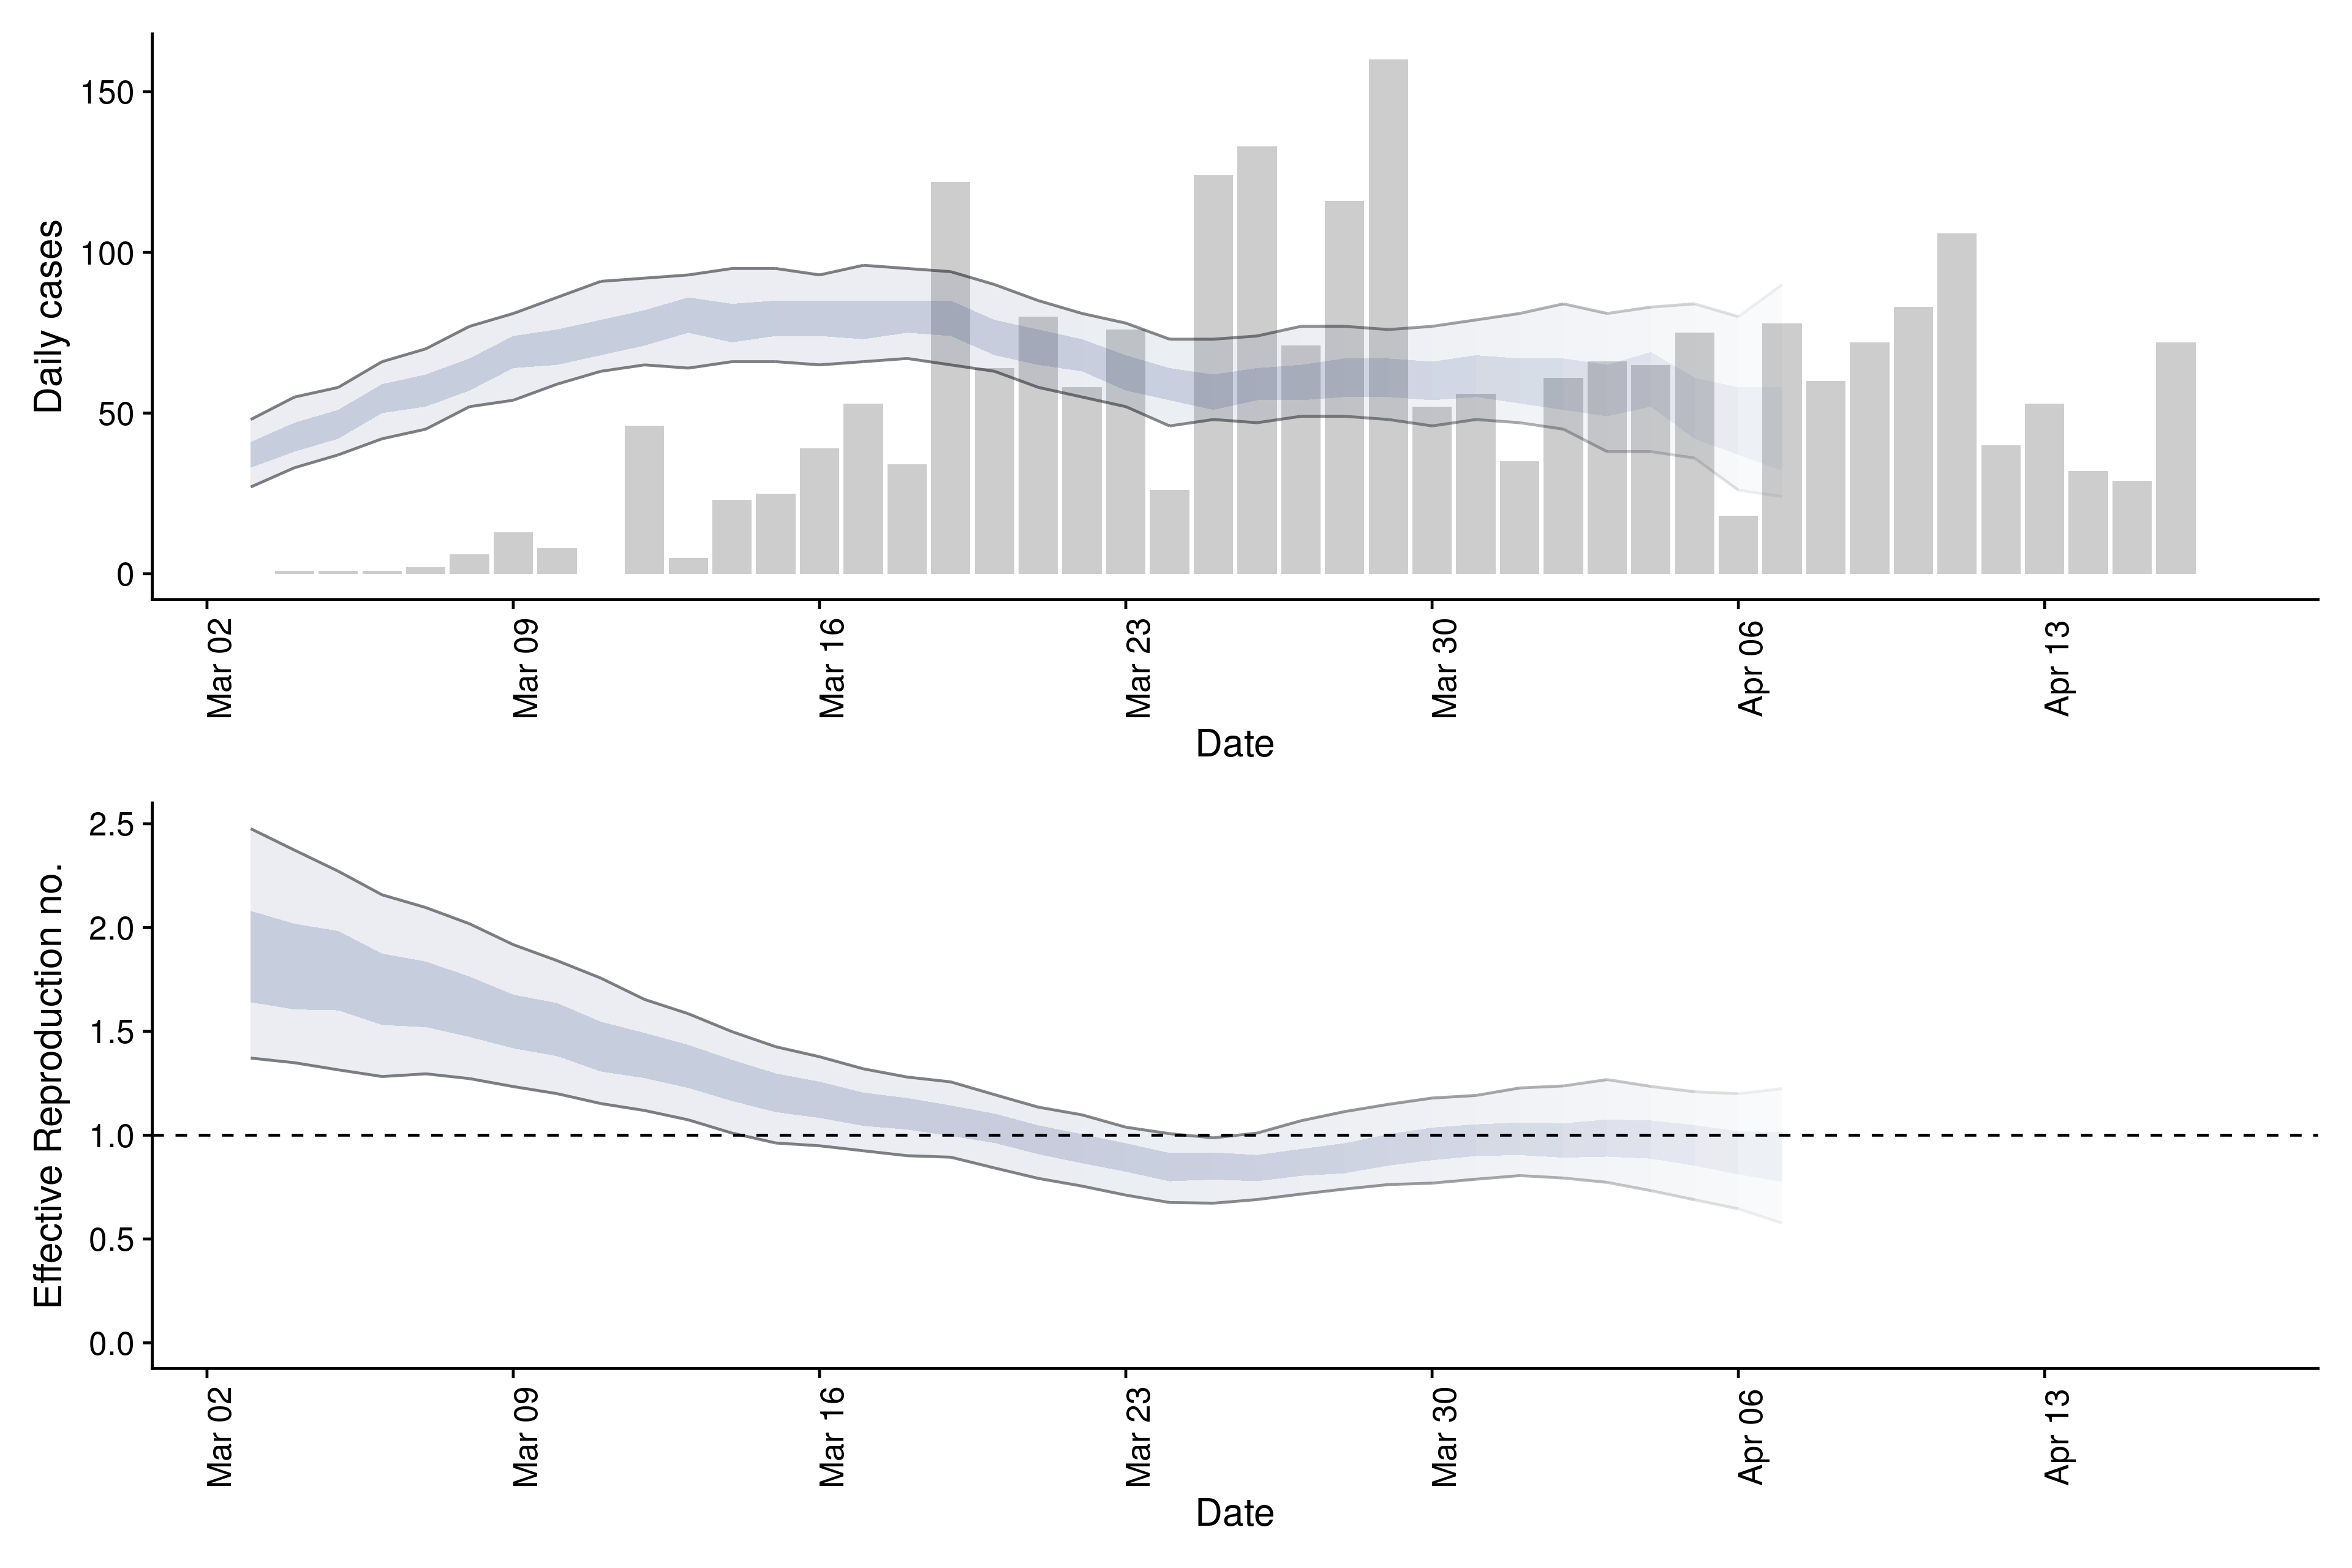 Daily cases
150
100
50
0
Mar 02
Mar 09
Mar 16
Mar 23
Mar 30
Apr 06
Apr 13
Date
Effective Reproduction no.
2.5
2.0
1.5
1.0
0.5
0.0
Mar 02
Mar 09
Mar 16
Mar 23
Mar 30
Apr 06
Apr 13
Date